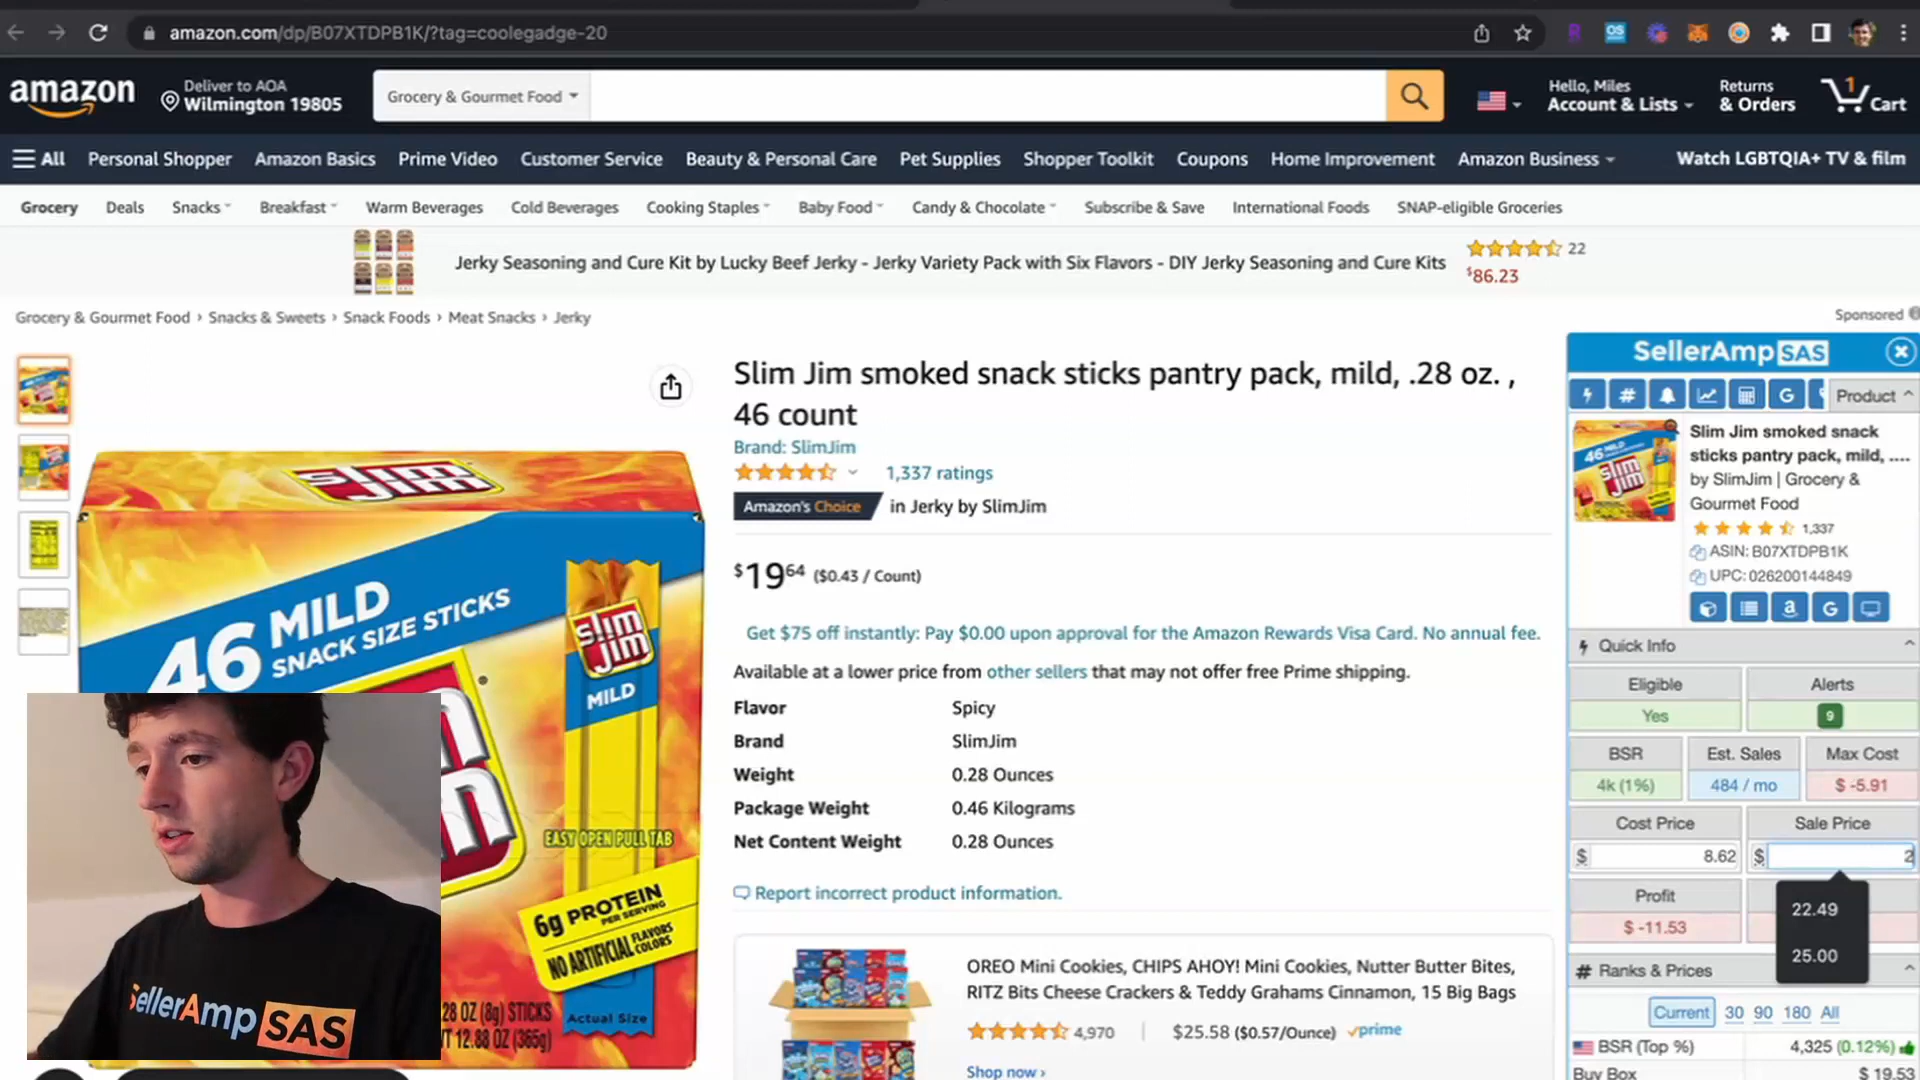 amazon.com/dp/B07XTDPB1K/?tag=coolegadge-20
amazon
Deliver to AOA
Wilmington 19805
Grocery & Gourmet Food
Hello, Miles
Account & Lists
Returns
& Orders
1
Cart
All
Personal Shopper
Amazon Basics
Prime Video
Customer Service
Beauty & Personal Care
Pet Supplies
Shopper Toolkit
Coupons
Home Improvement
Amazon Business
Watch LGBTQIA+ TV & film
Grocery
Deals
Snacks
Breakfast
Warm Beverages
Cold Beverages
Cooking Staples
Baby Food
Candy & Chocolate
Subscribe & Save
International Foods
SNAP-eligible Groceries
Jerky Seasoning and Cure Kit by Lucky Beef Jerky - Jerky Variety Pack with Six Flavors - DIY Jerky Seasoning and Cure Kits
22
$86.23
Grocery & Gourmet Food › Snacks & Sweets › Snack Foods › Meat Snacks › Jerky
Sponsored
Slim Jim smoked snack sticks pantry pack, mild, .28 oz. ,
46 count
Brand: SlimJim
1,337 ratings
Amazon's Choice
in Jerky by SlimJim
$19.64 ($0.43 / Count)
Get $75 off instantly: Pay $0.00 upon approval for the Amazon Rewards Visa Card. No annual fee.
Available at a lower price from other sellers that may not offer free Prime shipping.
Flavor Spicy
Brand SlimJim
Weight 0.28 Ounces
Package Weight 0.46 Kilograms
Net Content Weight 0.28 Ounces
Report incorrect product information.
OREO Mini Cookies, CHIPS AHOY! Mini Cookies, Nutter Butter Bites,
RITZ Bits Cheese Crackers & Teddy Grahams Cinnamon, 15 Big Bags
4,970
$25.58 ($0.57/Ounce) prime
Shop now ›
slim
jim
46 MILD
SNACK SIZE STICKS
slim
jim
MILD
EASY OPEN PULL TAB
6g PROTEIN
PER SERVING
NO ARTIFICIAL FLAVORS
COLORS
28 OZ (8g) STICKS
12.88 OZ (365g)
Actual Size
SellerAmp SAS
SellerAmp SAS
Product
Slim Jim smoked snack
sticks pantry pack, mild, ....
by SlimJim | Grocery &
Gourmet Food
1,337
ASIN: B07XTDPB1K
UPC: 026200144849
Quick Info
Eligible
Alerts
Yes
9
BSR
Est. Sales
Max Cost
4k (1%)
484 / mo
$ -5.91
Cost Price
Sale Price
$ 8.62
$ 2
Profit
$ -11.53
22.49
25.00
Ranks & Prices
Current 30 90 180 All
BSR (Top %) 4,325 (0.12%)
Buy Box $ 19.53